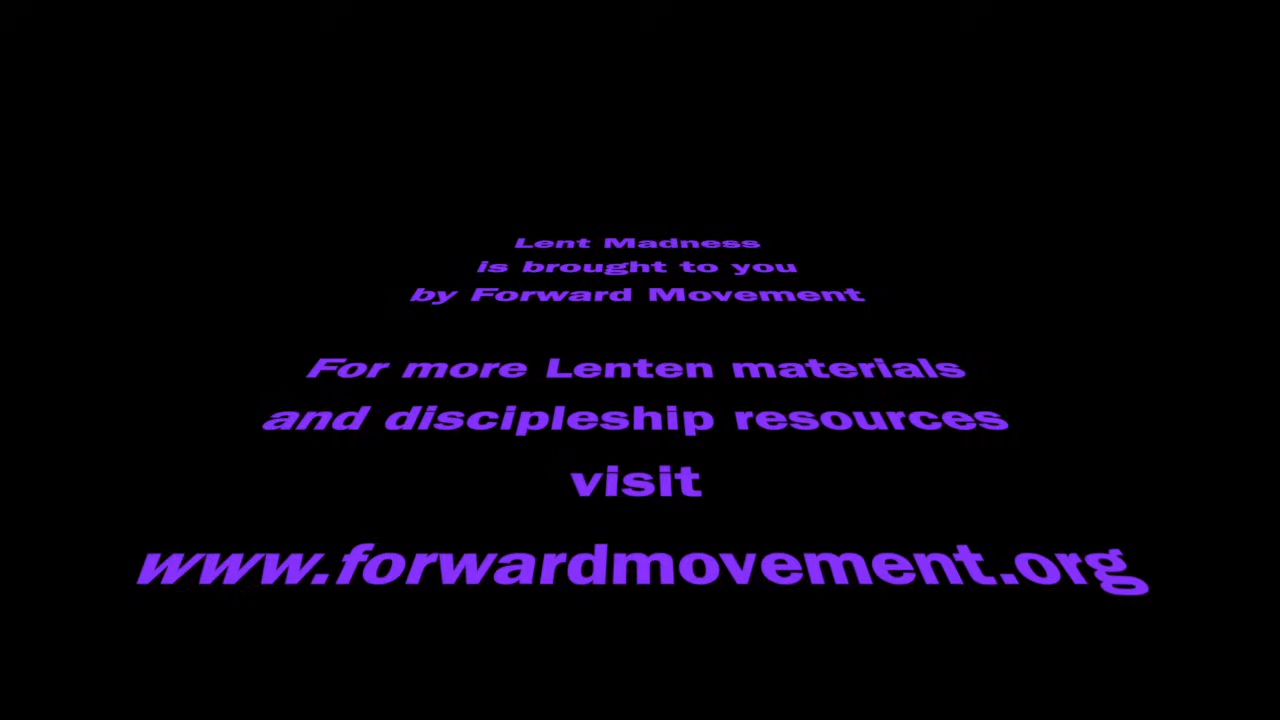 Lent Madness
is brought to you
by Forward Movement
For more Lenten materials
and discipleship resources
visit
www.forwardmovement.org